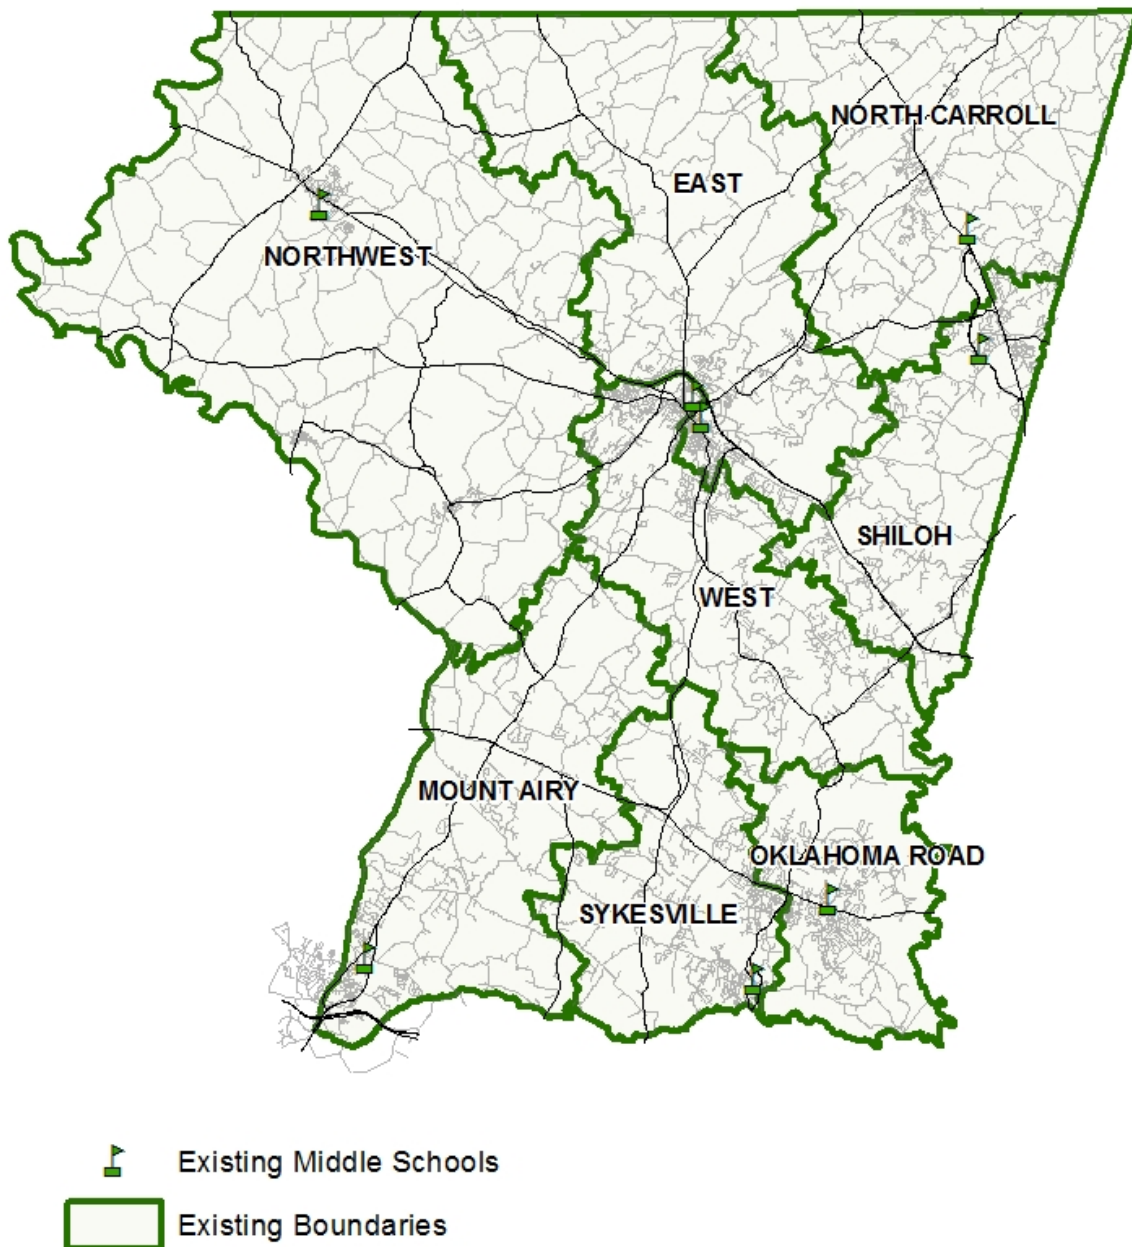 NORTH CARROLL
EAST
NORTHWEST
SHILOH
WEST
MOUNT AIRY
OKLAHOMA ROAD
SYKESVILLE
Existing Middle Schools
Existing Boundaries